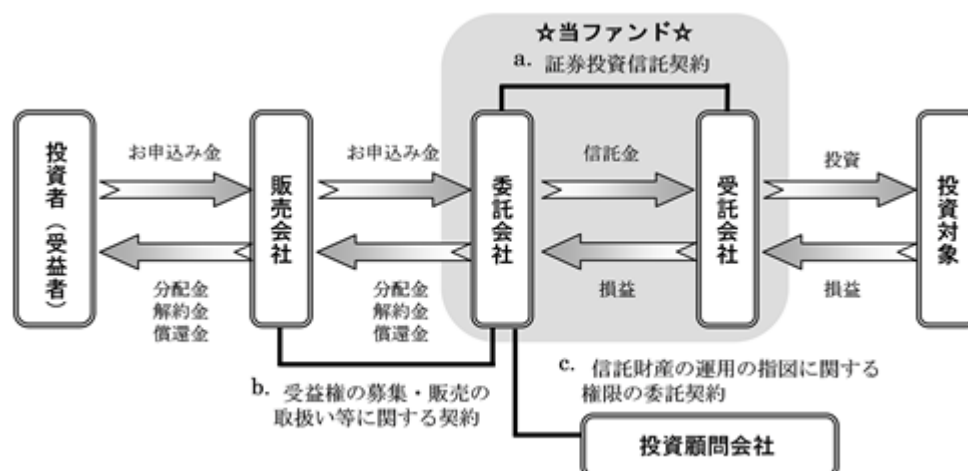 ☆当ファンド☆
a. 証券投資信託契約
投資者（受益者）
お申込み金
分配金
解約金
償還金
販売会社
お申込み金
分配金
解約金
償還金
委託会社
信託金
損益
受託会社
投資
損益
投資対象
b. 受益権の募集・販売の
取扱い等に関する契約
c. 信託財産の運用の指図に関する
権限の委託契約
投資顧問会社